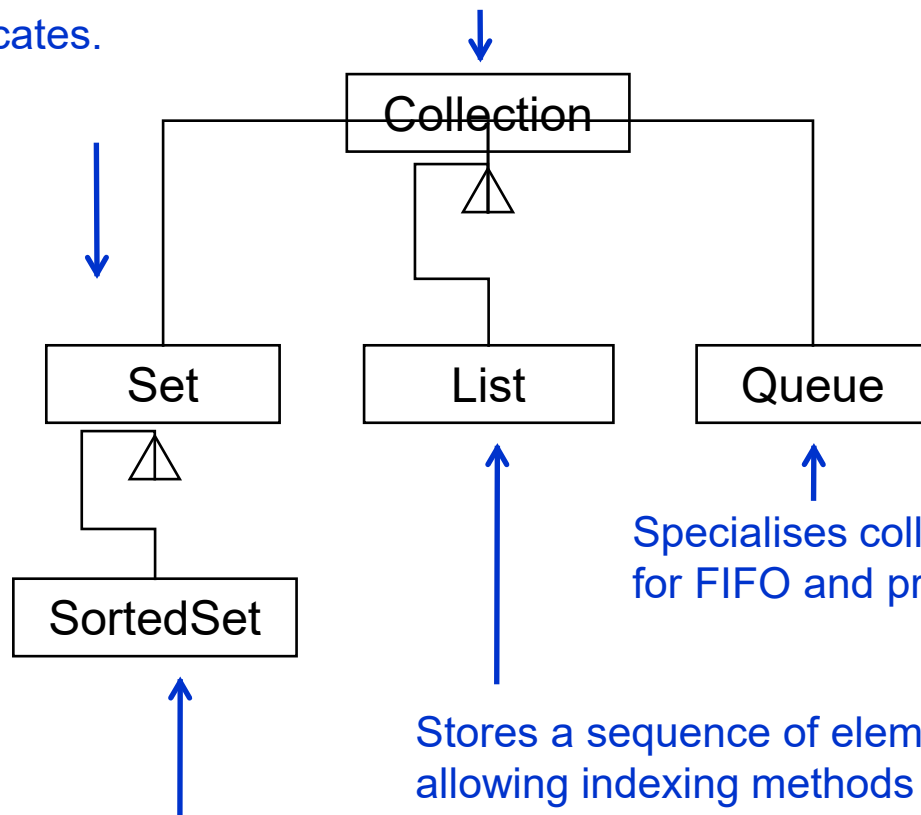 cates.
Collection
Set
List
Queue
Specialises coll
for FIFO and pr
SortedSet
Stores a sequence of elem
allowing indexing methods